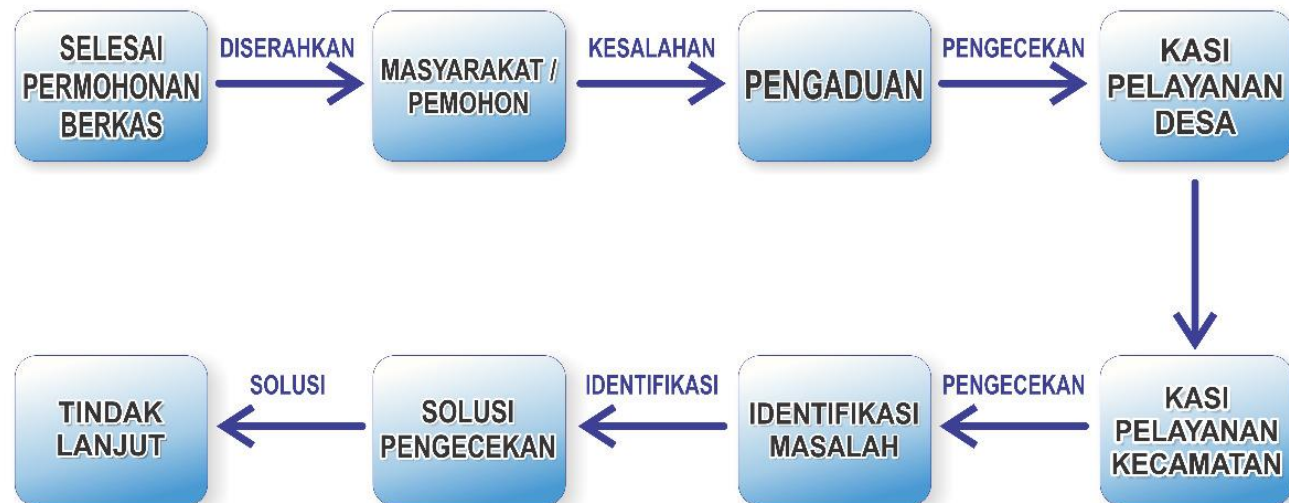 SELESAI
PERMOHONAN
BERKAS
DISERAHKAN
MASYARAKAT /
PEMOHON
KESALAHAN
PENGADUAN
PENGECEKAN
KASI
PELAYANAN
DESA
KASI
PELAYANAN
KECAMATAN
PENGECEKAN
IDENTIFIKASI
MASALAH
IDENTIFIKASI
SOLUSI
PENGECEKAN
SOLUSI
TINDAK
LANJUT